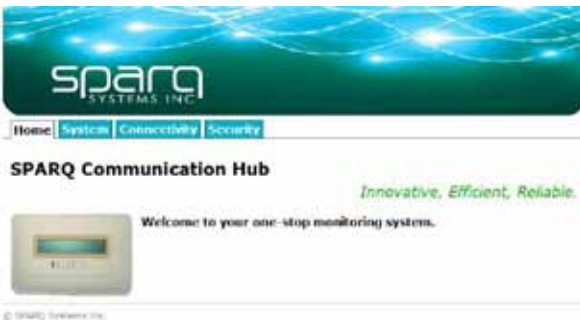 sparq
SYSTEMS INC
Home System Connectivity Security
SPARQ Communication Hub
Innovative, Efficient, Reliable.
Welcome to your one-stop monitoring system.
© SPARQ Systems Inc.